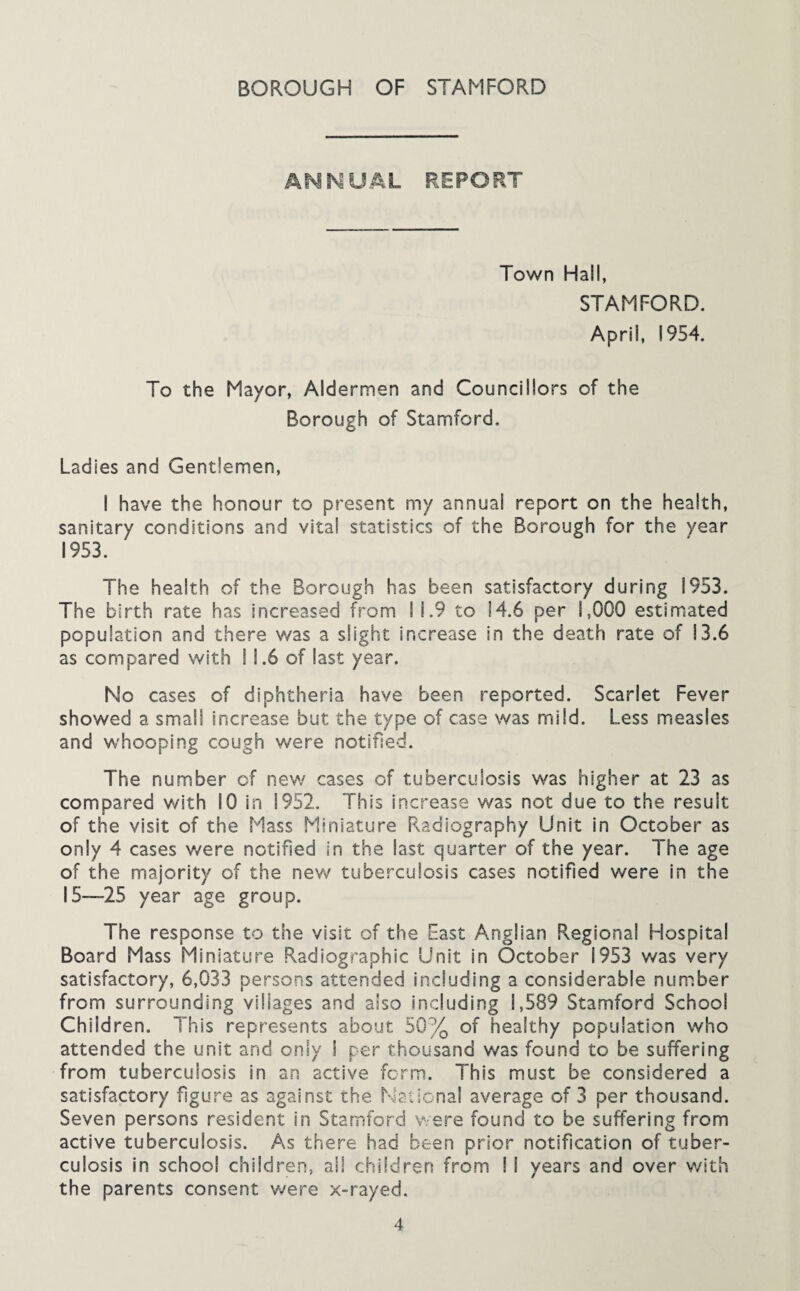 BOROUGH OF STAMFORD
ANNUAL REPORT
Town Hall,
STAMFORD.
April, 1954.
To the Mayor, Aldermen and Councillors of the
Borough of Stamford.
Ladies and Gentlemen,
I have the honour to present my annual report on the health,
sanitary conditions and vital statistics of the Borough for the year
1953.
The health of the Borough has been satisfactory during 1953.
The birth rate has increased from 11.9 to 14.6 per 1,000 estimated
population and there was a slight increase in the death rate of 13.6
as compared with 11.6 of last year.
No cases of diphtheria have been reported. Scarlet Fever
showed a small increase but the type of case was mild. Less measles
and whooping cough were notified.
The number of new cases of tuberculosis was higher at 23 as
compared with 10 in 1952. This increase was not due to the result
of the visit of the Mass Miniature Radiography Unit in October as
only 4 cases were notified in the last quarter of the year. The age
of the majority of the new tuberculosis cases notified were in the
15—25 year age group.
The response to the visit of the East Anglian Regional Hospital
Board Mass Miniature Radiographic Unit in October 1953 was very
satisfactory, 6,033 persons attended including a considerable number
from surrounding villages and also including 1,589 Stamford School
Children. This represents about 50% of healthy population who
attended the unit and only 1 per thousand was found to be suffering
from tuberculosis in an active form. This must be considered a
satisfactory figure as against the National average of 3 per thousand.
Seven persons resident in Stamford were found to be suffering from
active tuberculosis. As there had been prior notification of tuber-
culosis in school children, all children from 11 years and over with
the parents consent were x-rayed.
4